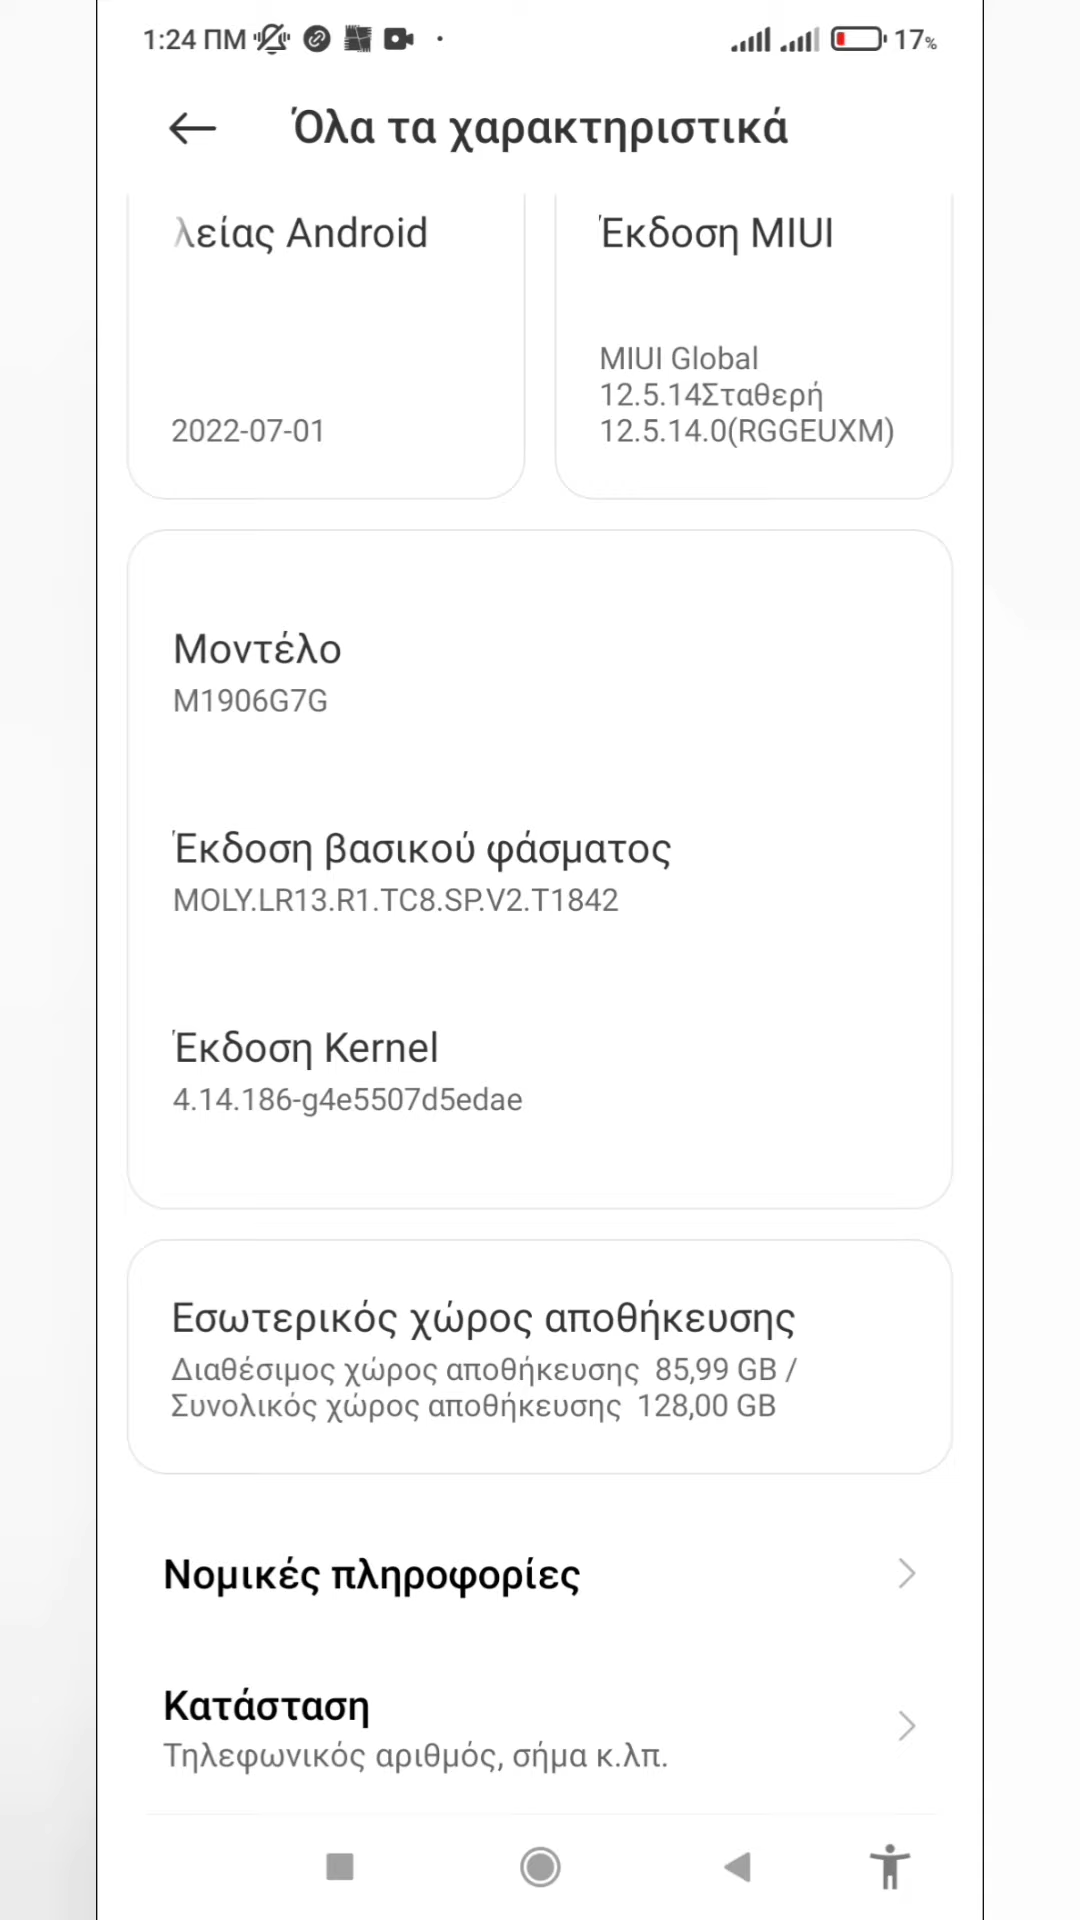 1:24 ΠΜ
17%
Όλα τα χαρακτηριστικά
λείας Android
2022-07-01
Έκδοση MIUI
MIUI Global
12.5.14Σταθερή
12.5.14.0(RGGEUXM)
Μοντέλο
M1906G7G
Έκδοση βασικού φάσματος
MOLY.LR13.R1.TC8.SP.V2.T1842
Έκδοση Kernel
4.14.186-g4e5507d5edae
Εσωτερικός χώρος αποθήκευσης
Διαθέσιμος χώρος αποθήκευσης 85,99 GB /
Συνολικός χώρος αποθήκευσης 128,00 GB
Νομικές πληροφορίες
Κατάσταση
Τηλεφωνικός αριθμός, σήμα κ.λπ.